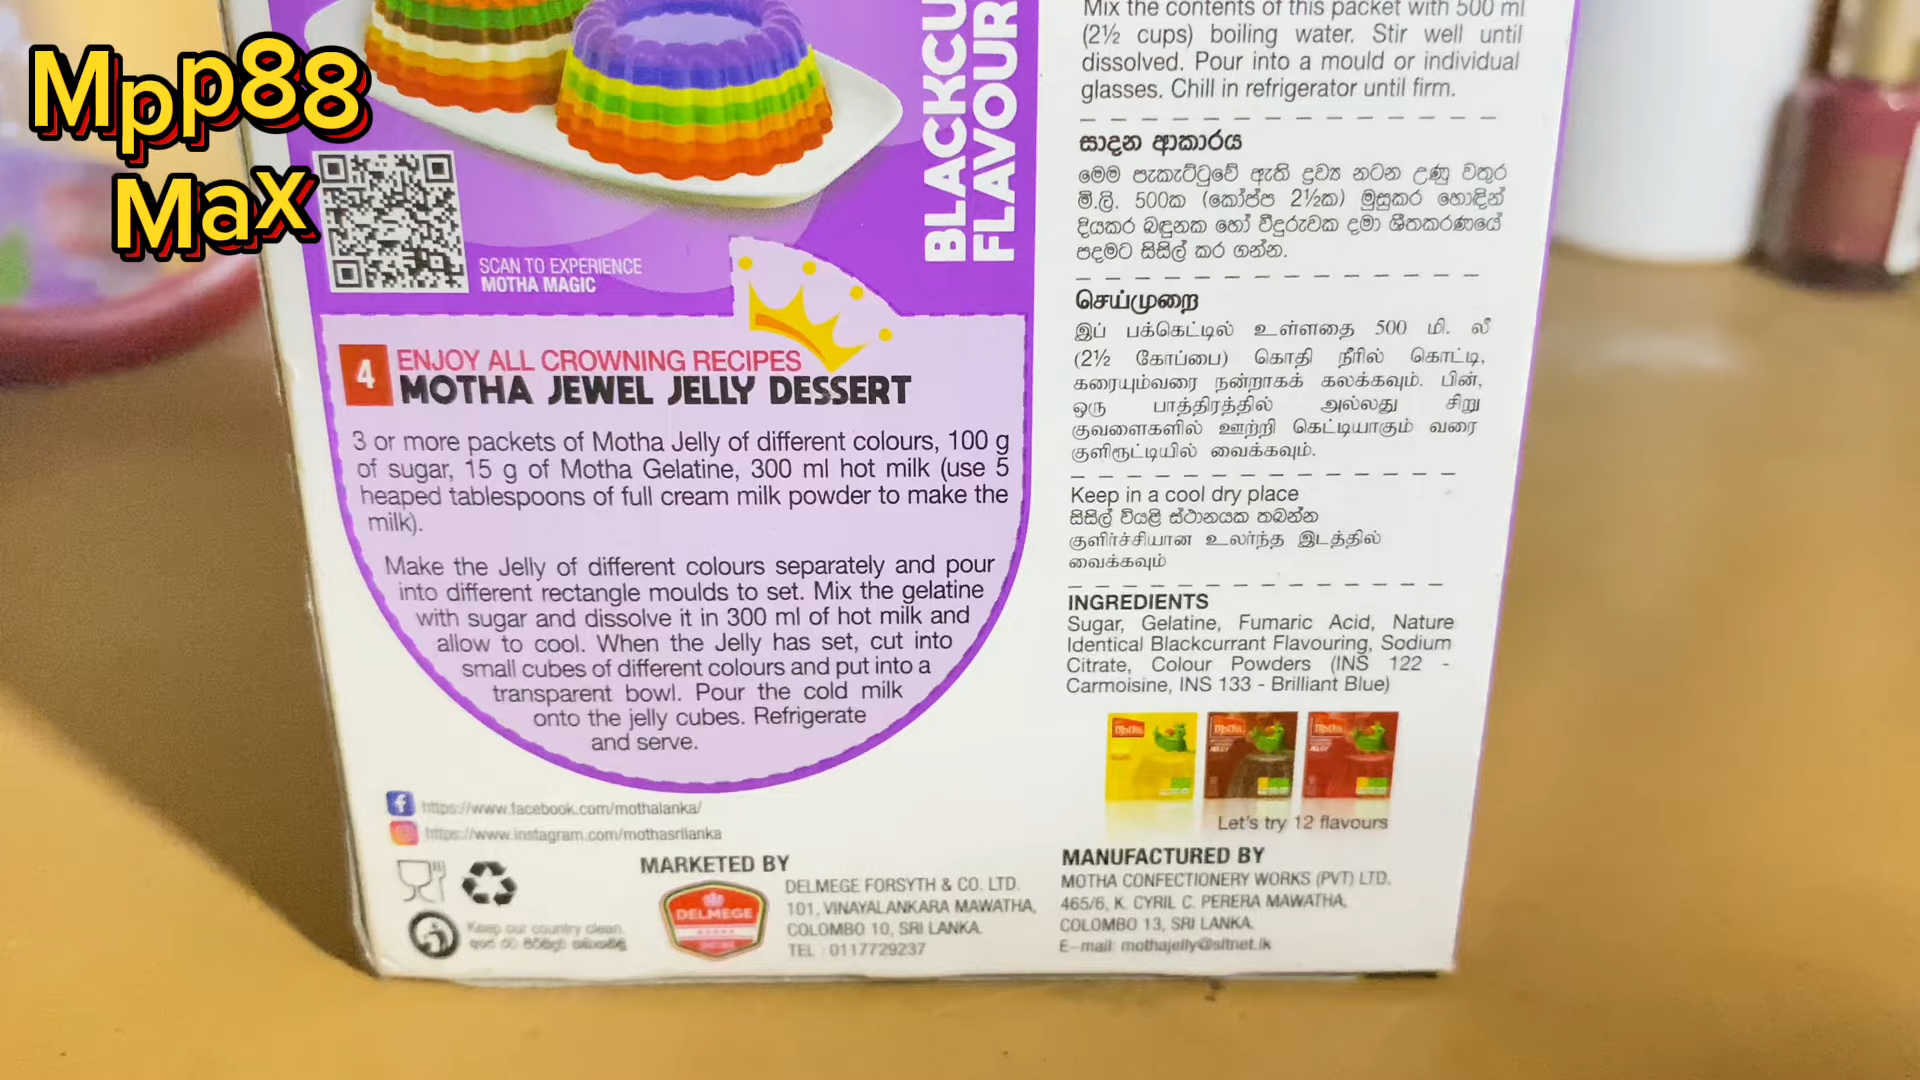 Mpp88
Max
SCAN TO EXPERIENCE
MOTHA MAGIC
BLACKCU
FLAVOUR
4
ENJOY ALL CROWNING RECIPES
MOTHA JEWEL JELLY DESSERT
3 or more packets of Motha Jelly of different colours, 100 g
of sugar, 15 g of Motha Gelatine, 300 ml hot milk (use 5
heaped tablespoons of full cream milk powder to make the
milk).
Make the Jelly of different colours separately and pour
into different rectangle moulds to set. Mix the gelatine
with sugar and dissolve it in 300 ml of hot milk and
allow to cool. When the Jelly has set, cut into
small cubes of different colours and put into a
transparent bowl. Pour the cold milk
onto the jelly cubes. Refrigerate
and serve.
https://www.facebook.com/mothalanka/
https://www.instagram.com/mothasrilanka
Keep our country clean.
MARKETED BY
DELMEGE
DELMEGE FORSYTH & CO. LTD.
101, VINAYALANKARA MAWATHA,
COLOMBO 10, SRI LANKA.
TEL : 0117729237
Mix the contents of this packet with 500 ml
(2½ cups) boiling water. Stir well until
dissolved. Pour into a mould or individual
glasses. Chill in refrigerator until firm.
සාදන ආකාරය
මෙම පැකැට්ටුවේ ඇති ද්‍රව්‍ය නටන උණු වතුර
මි.ලි. 500ක (කෝප්ප 2½ක) මුසුකර හොඳින්
දියකර බඳුනක හෝ වීදුරුවක දමා ශීතකරණයේ
පදමට සිසිල් කර ගන්න.
செய்முறை
இப் பக்கெட்டில் உள்ளதை 500 மி. லீ
(2½ கோப்பை) கொதி நீரில் கொட்டி,
கரையும்வரை நன்றாகக் கலக்கவும். பின்,
ஒரு பாத்திரத்தில் அல்லது சிறு
குவளைகளில் ஊற்றி கெட்டியாகும் வரை
குளிரூட்டியில் வைக்கவும்.
Keep in a cool dry place
සිසිල් වියළි ස්ථානයක තබන්න
குளிர்ச்சியான உலர்ந்த இடத்தில்
வைக்கவும்
INGREDIENTS
Sugar, Gelatine, Fumaric Acid, Nature
Identical Blackcurrant Flavouring, Sodium
Citrate, Colour Powders (INS 122 -
Carmoisine, INS 133 - Brilliant Blue)
Let's try 12 flavours
MANUFACTURED BY
MOTHA CONFECTIONERY WORKS (PVT) LTD.
465/6, K. CYRIL C. PERERA MAWATHA,
COLOMBO 13, SRI LANKA.
E-mail: mothajelly@sltnet.lk